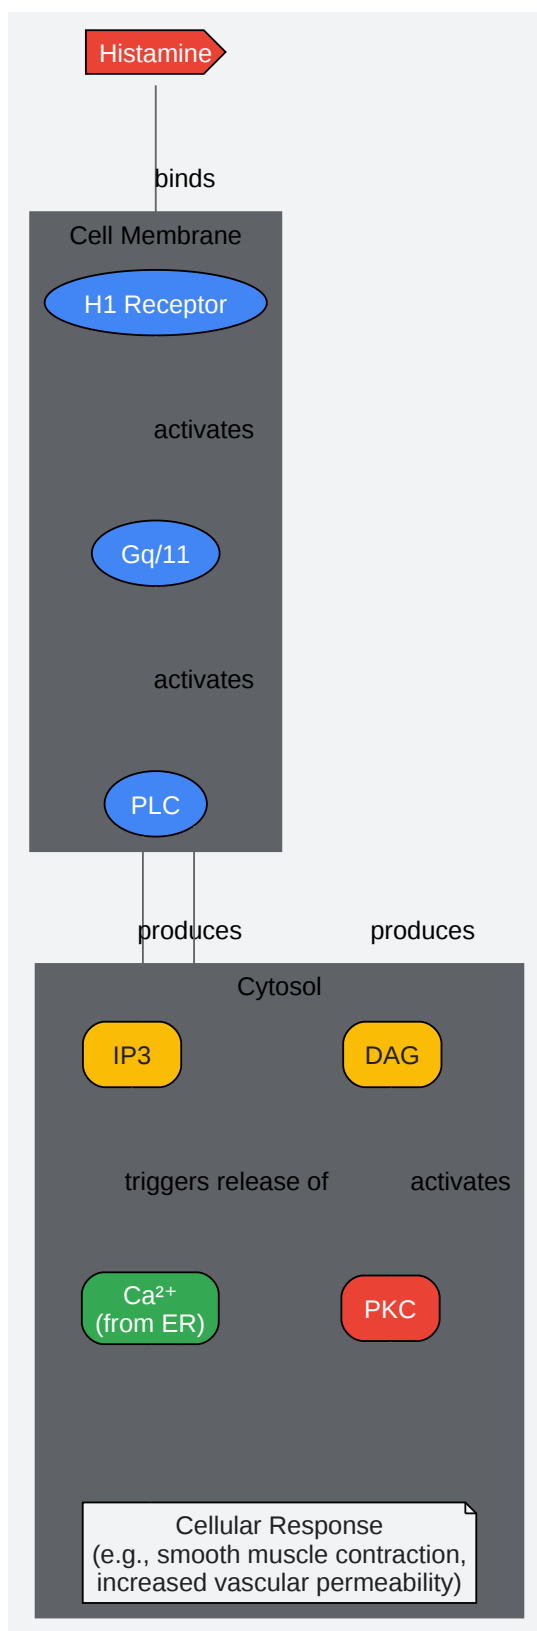 Histamine
binds
Cell Membrane
H1 Receptor
activates
Gq/11
activates
PLC
produces
produces
Cytosol
IP3
DAG
triggers release of
activates
Ca²⁺
(from ER)
PKC
Cellular Response
(e.g., smooth muscle contraction,
increased vascular permeability)